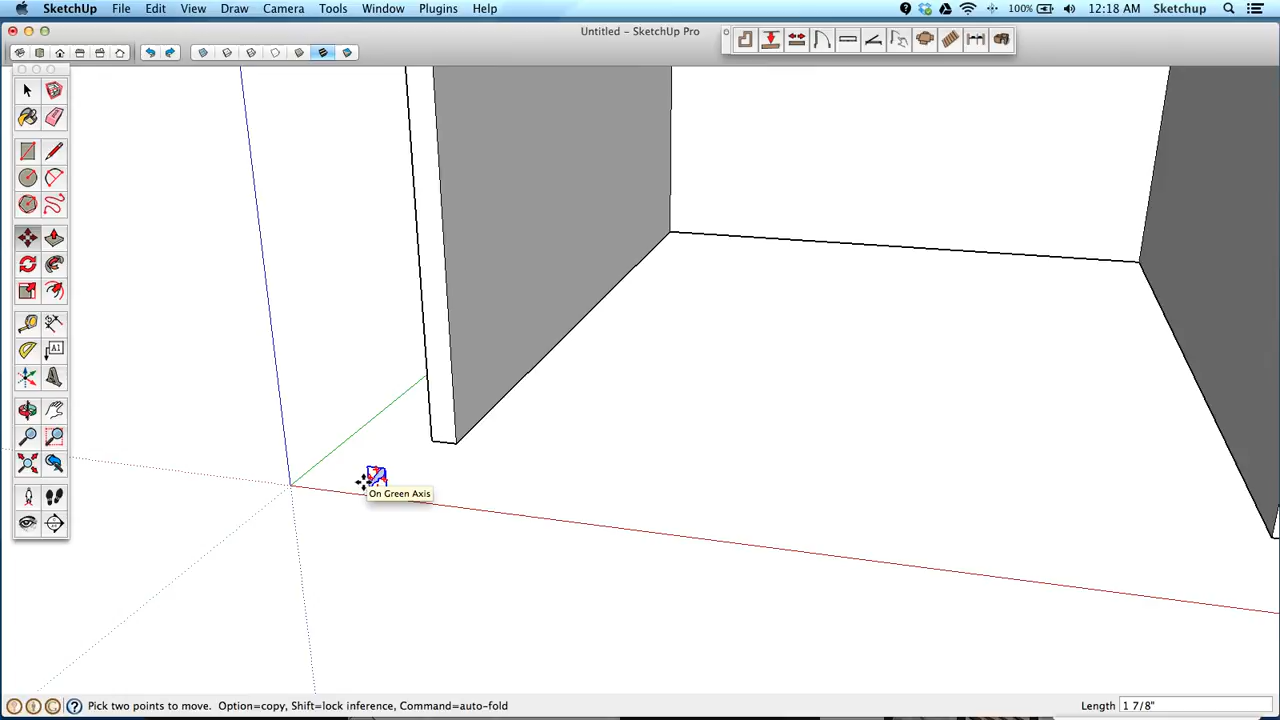 SketchUp File Edit View Draw Camera Tools Window Plugins Help 100% 12:18 AM Sketchup
Untitled - SketchUp Pro
A1
On Green Axis
Pick two points to move. Option=copy, Shift=lock inference, Command=auto-fold Length 1 7/8"